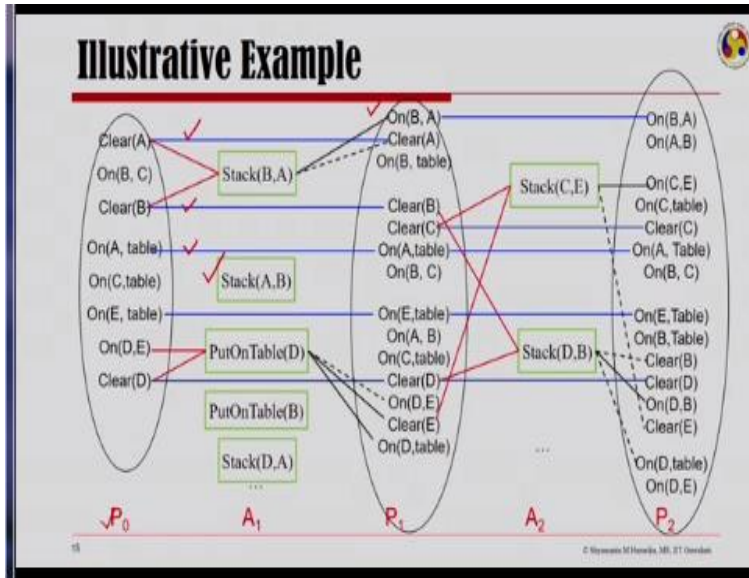 Illustrative Example
Clear(A)
On(B, C)
Clear(B)
On(A, table)
On(C,table)
On(E, table)
On(D,E)
Clear(D)
P0
Stack(B,A)
Stack(A,B)
PutOnTable(D)
PutOnTable(B)
Stack(D,A)
...
A1
On(B, A)
Clear(A)
On(B, table)
Clear(B)
Clear(C)
On(A,table)
On(B, C)
On(E,table)
On(A, B)
On(C,table)
Clear(D)
On(D,E)
Clear(E)
On(D,table)
P1
Stack(C,E)
Stack(D,B)
...
A2
On(B,A)
On(A,B)
On(C,E)
On(C,table)
Clear(C)
On(A, Table)
On(B, C)
On(E,Table)
On(B,Table)
Clear(B)
Clear(D)
On(D,B)
Clear(E)
On(D,table)
On(D,E)
P2